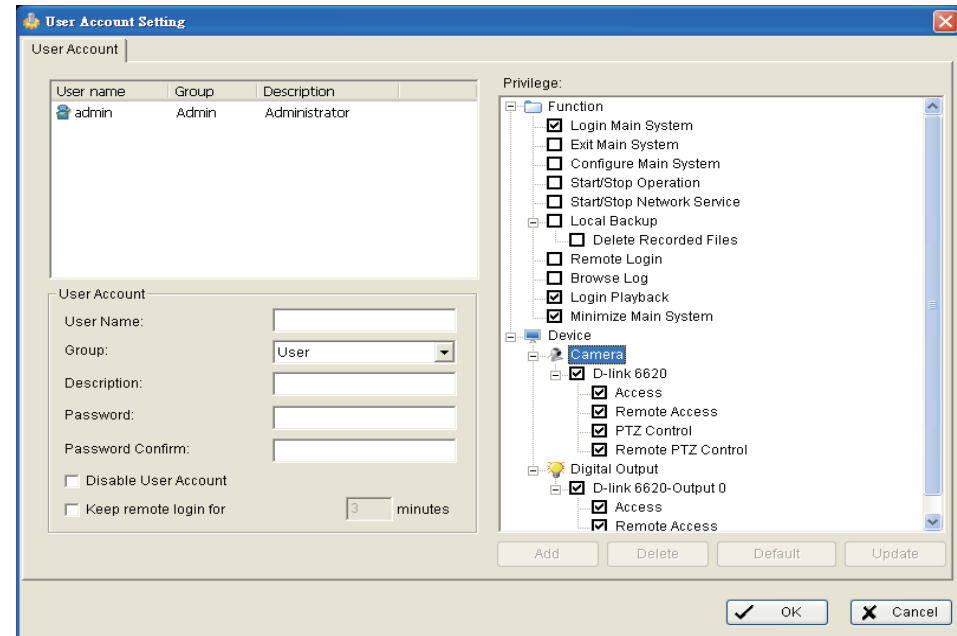 User Account Setting
User Account
User name Group Description
admin Admin Administrator
User Account
User Name:
Group: User
Description:
Password:
Password Confirm:
Disable User Account
Keep remote login for 3 minutes
Privilege:
Function
Login Main System
Exit Main System
Configure Main System
Start/Stop Operation
Start/Stop Network Service
Local Backup
Delete Recorded Files
Remote Login
Browse Log
Login Playback
Minimize Main System
Device
Camera
D-link 6620
Access
Remote Access
PTZ Control
Remote PTZ Control
Digital Output
D-link 6620-Output 0
Access
Remote Access
Add Delete Default Update
OK Cancel